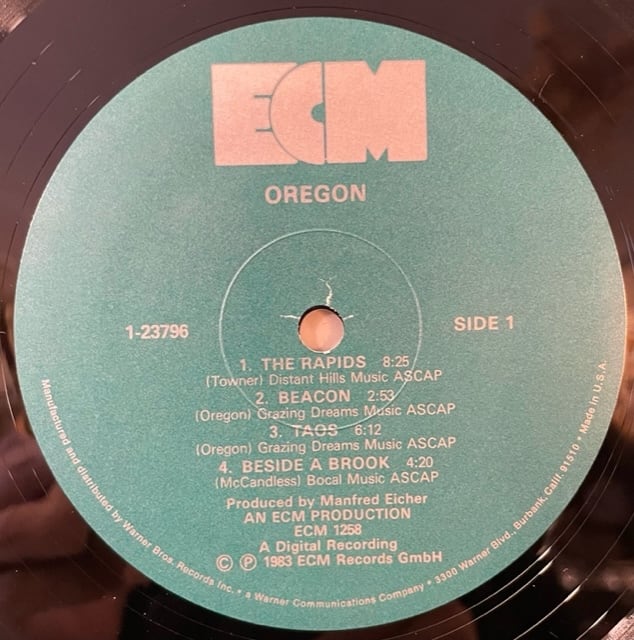 ECM
OREGON
1-23796
SIDE 1
1. THE RAPIDS 8:25
(Towner) Distant Hills Music ASCAP
2. BEACON 2:53
(Oregon) Grazing Dreams Music ASCAP
3. TAOS 6:12
(Oregon) Grazing Dreams Music ASCAP
4. BESIDE A BROOK 4:20
(McCandless) Bocal Music ASCAP
Produced by Manfred Eicher
AN ECM PRODUCTION
ECM 1258
A Digital Recording
© ℗ 1983 ECM Records GmbH
Manufactured and distributed by Warner Bros. Records Inc. • a Warner Communications Company • 3300 Warner Blvd., Burbank, Calif. 91510 • Made in U.S.A.